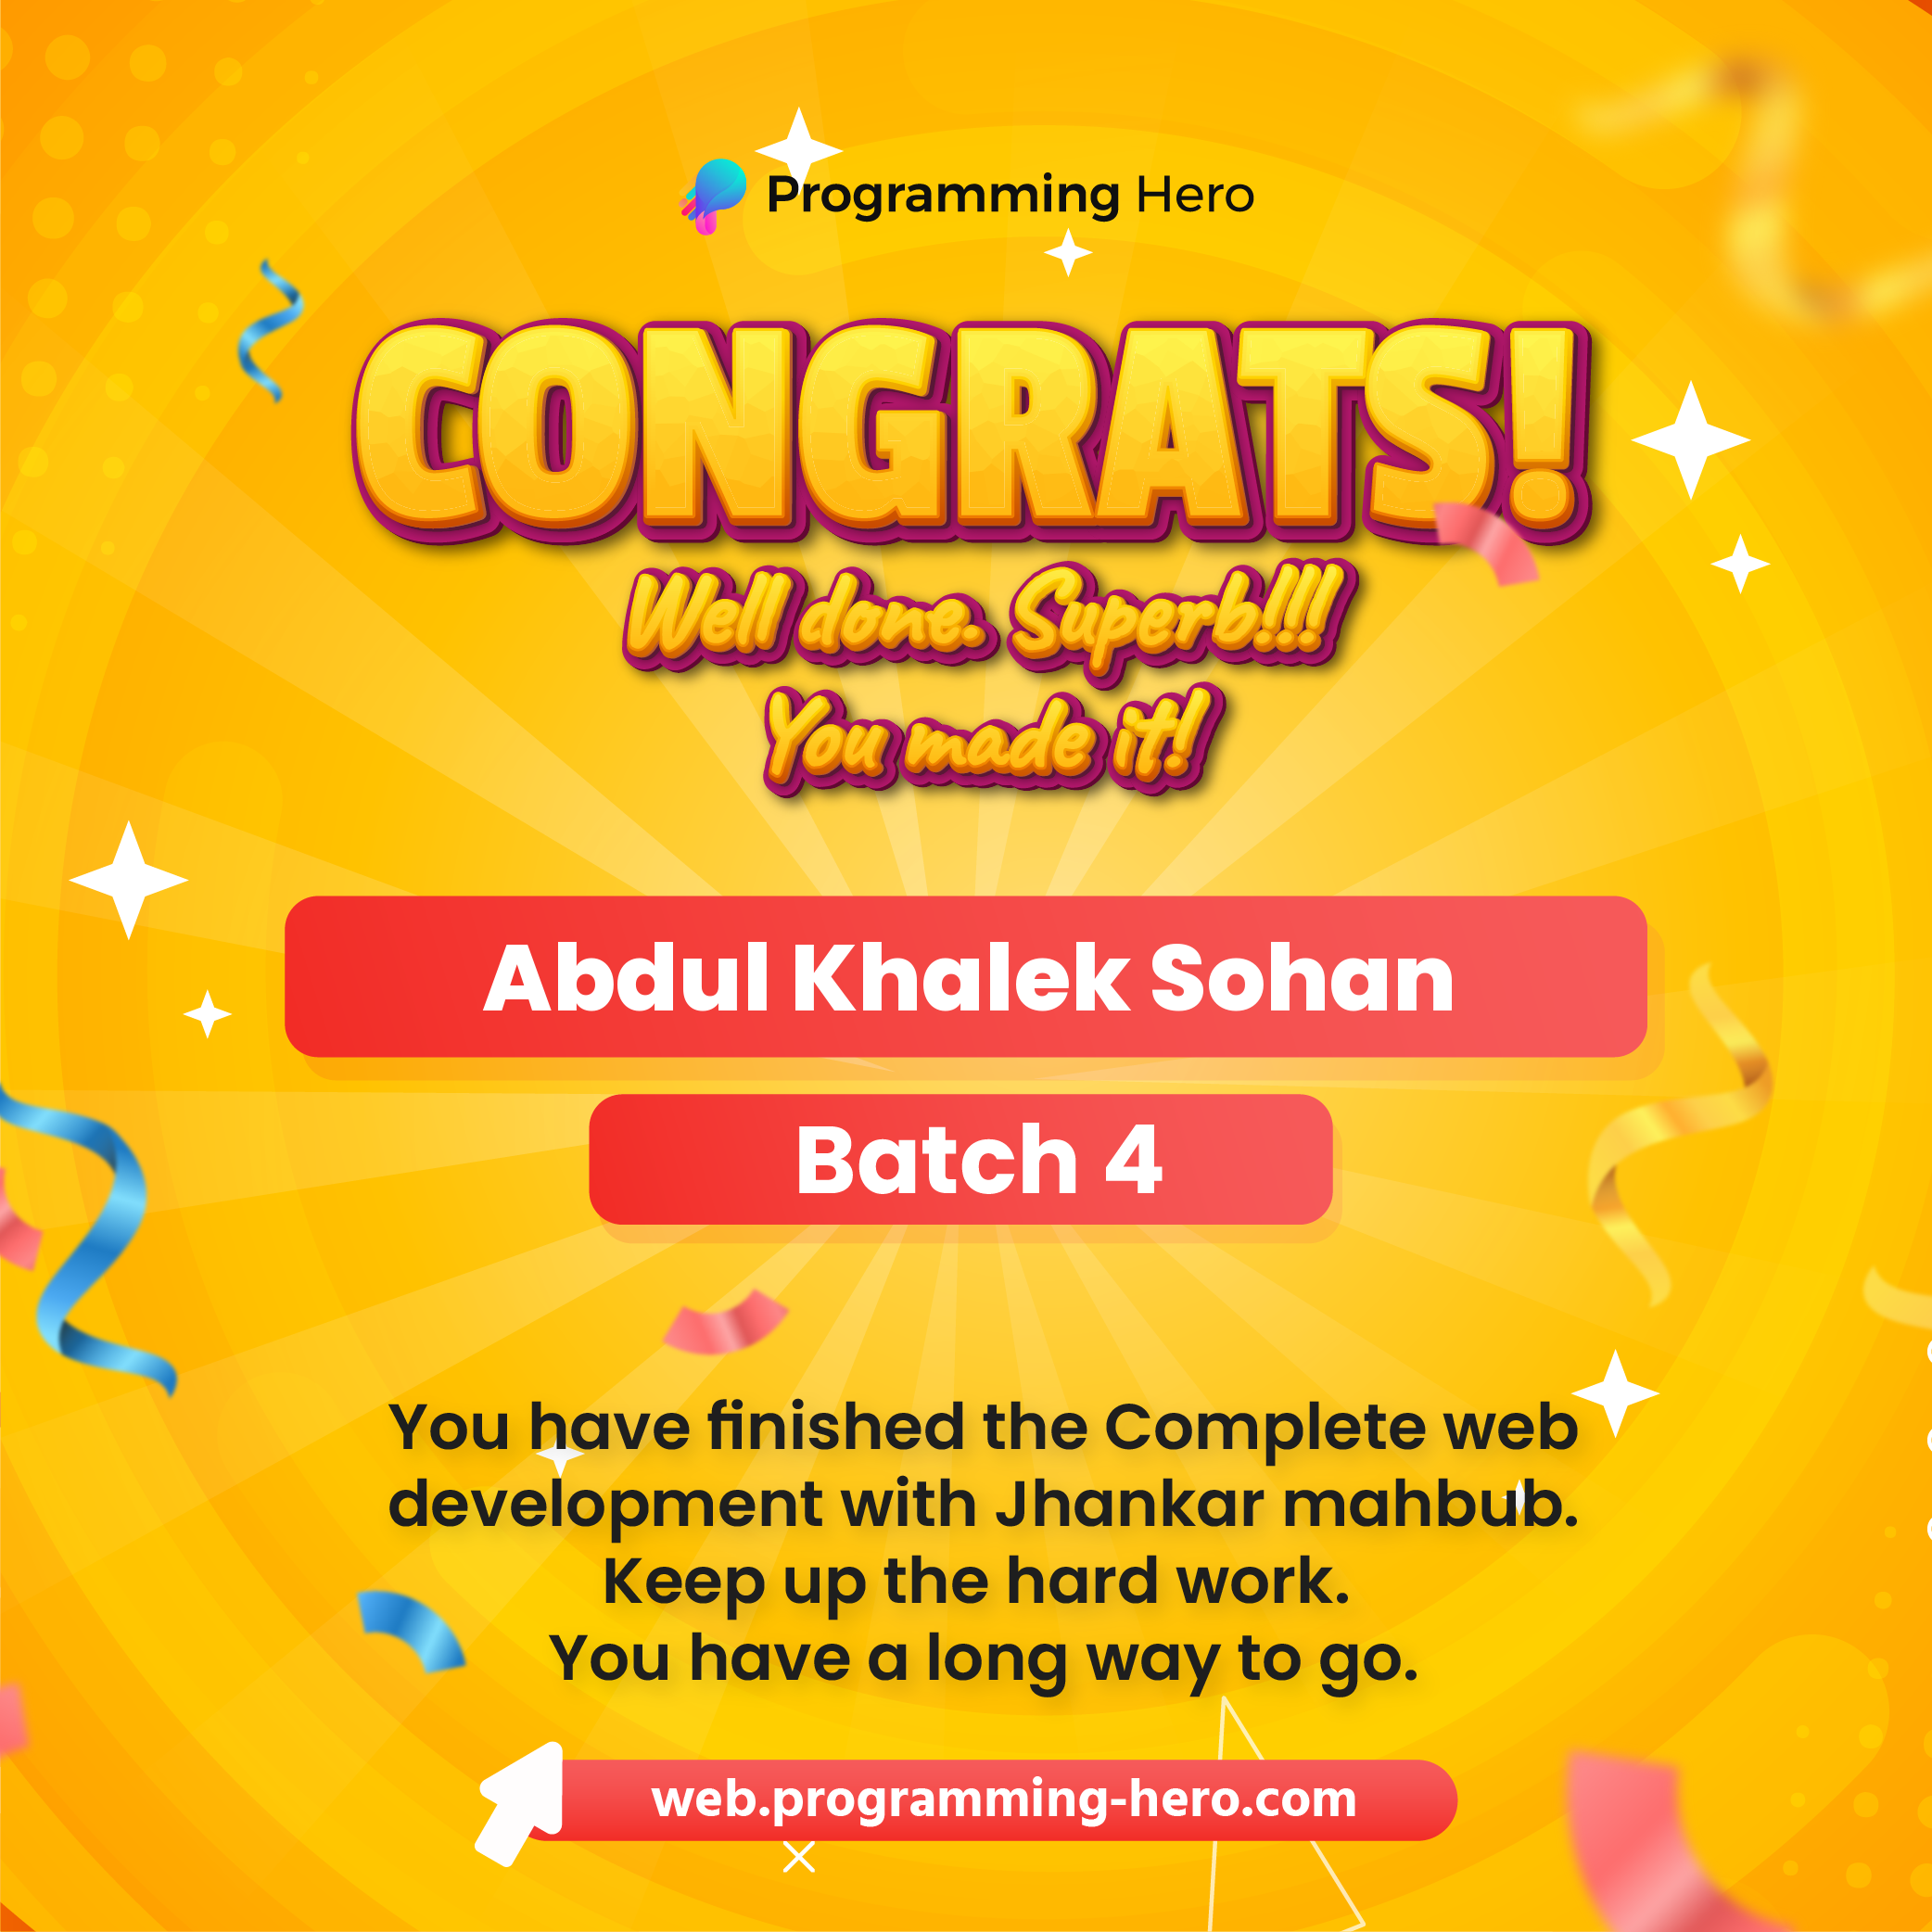 Programming Hero
CONGRATS!
Well done. Superb!!!
You made it!
Abdul Khalek Sohan
Batch 4
You have finished the Complete web
development with Jhankar mahbub.
Keep up the hard work.
You have a long way to go.
web.programming-hero.com